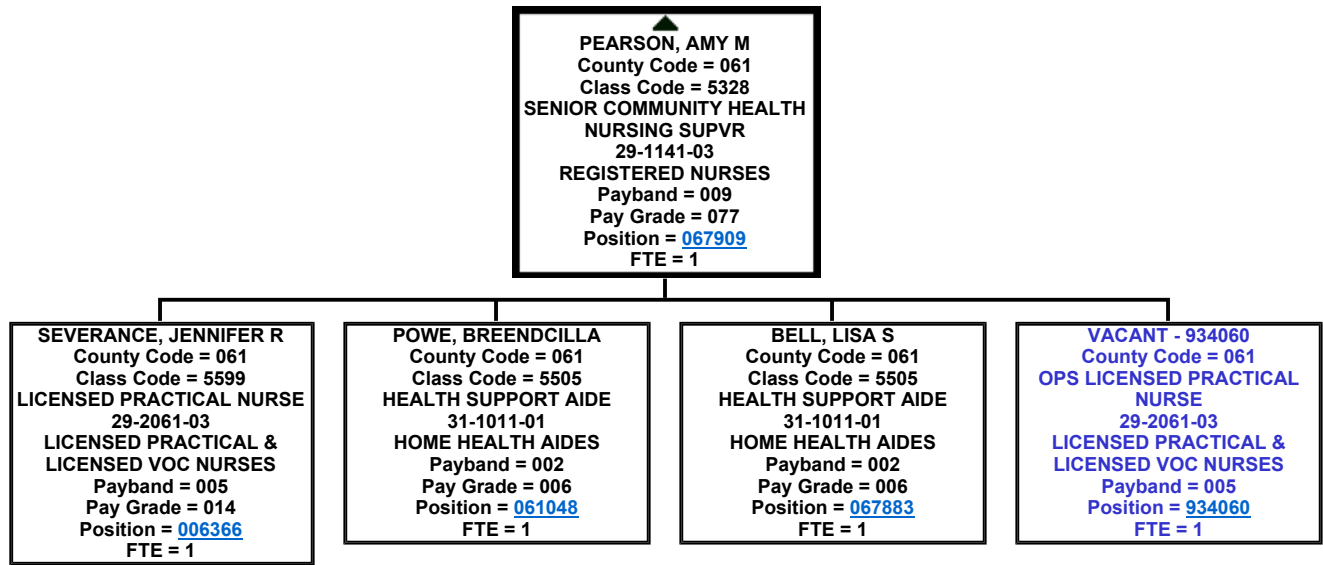 PEARSON, AMY M
County Code = 061
Class Code = 5328
SENIOR COMMUNITY HEALTH
NURSING SUPVR
29-1141-03
REGISTERED NURSES
Payband = 009
Pay Grade = 077
Position = 067909
FTE = 1
SEVERANCE, JENNIFER R
County Code = 061
Class Code = 5599
LICENSED PRACTICAL NURSE
29-2061-03
LICENSED PRACTICAL &
LICENSED VOC NURSES
Payband = 005
Pay Grade = 014
Position = 006366
FTE = 1
POWE, BREENDCILLA
County Code = 061
Class Code = 5505
HEALTH SUPPORT AIDE
31-1011-01
HOME HEALTH AIDES
Payband = 002
Pay Grade = 006
Position = 061048
FTE = 1
BELL, LISA S
County Code = 061
Class Code = 5505
HEALTH SUPPORT AIDE
31-1011-01
HOME HEALTH AIDES
Payband = 002
Pay Grade = 006
Position = 067883
FTE = 1
VACANT - 934060
County Code = 061
OPS LICENSED PRACTICAL
NURSE
29-2061-03
LICENSED PRACTICAL &
LICENSED VOC NURSES
Payband = 005
Position = 934060
FTE = 1